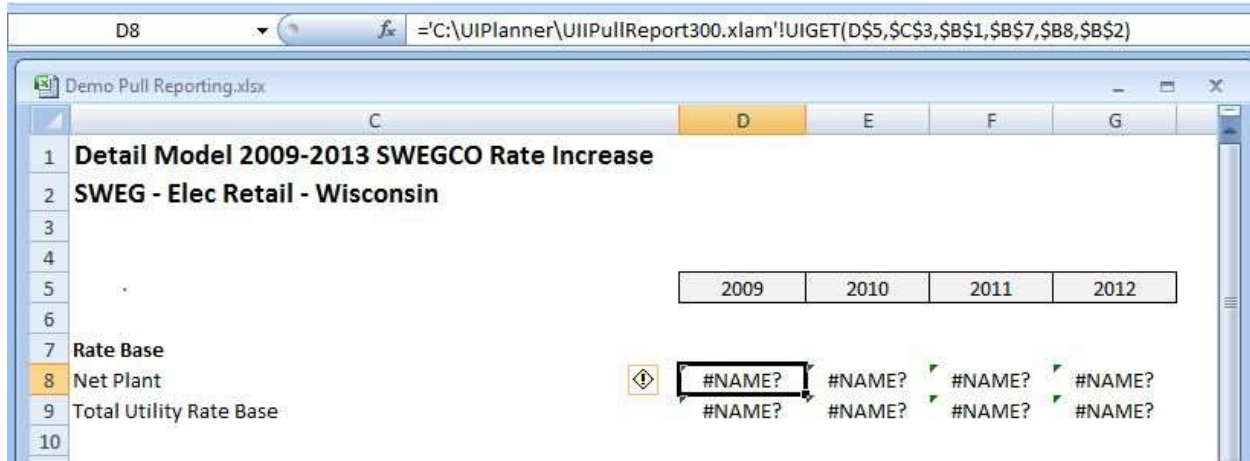 D8 fx ='C:\UIPlanner\UIIPullReport300.xlam'!UIGET(D$5,$C$3,$B$1,$B$7,$B8,$B$2)
Demo Pull Reporting.xlsx
C D E F G
1 Detail Model 2009-2013 SWEGCO Rate Increase
2 SWEG - Elec Retail - Wisconsin
3
4
5 2009 2010 2011 2012
6
7 Rate Base
8 Net Plant #NAME? #NAME? #NAME? #NAME?
9 Total Utility Rate Base #NAME? #NAME? #NAME? #NAME?
10